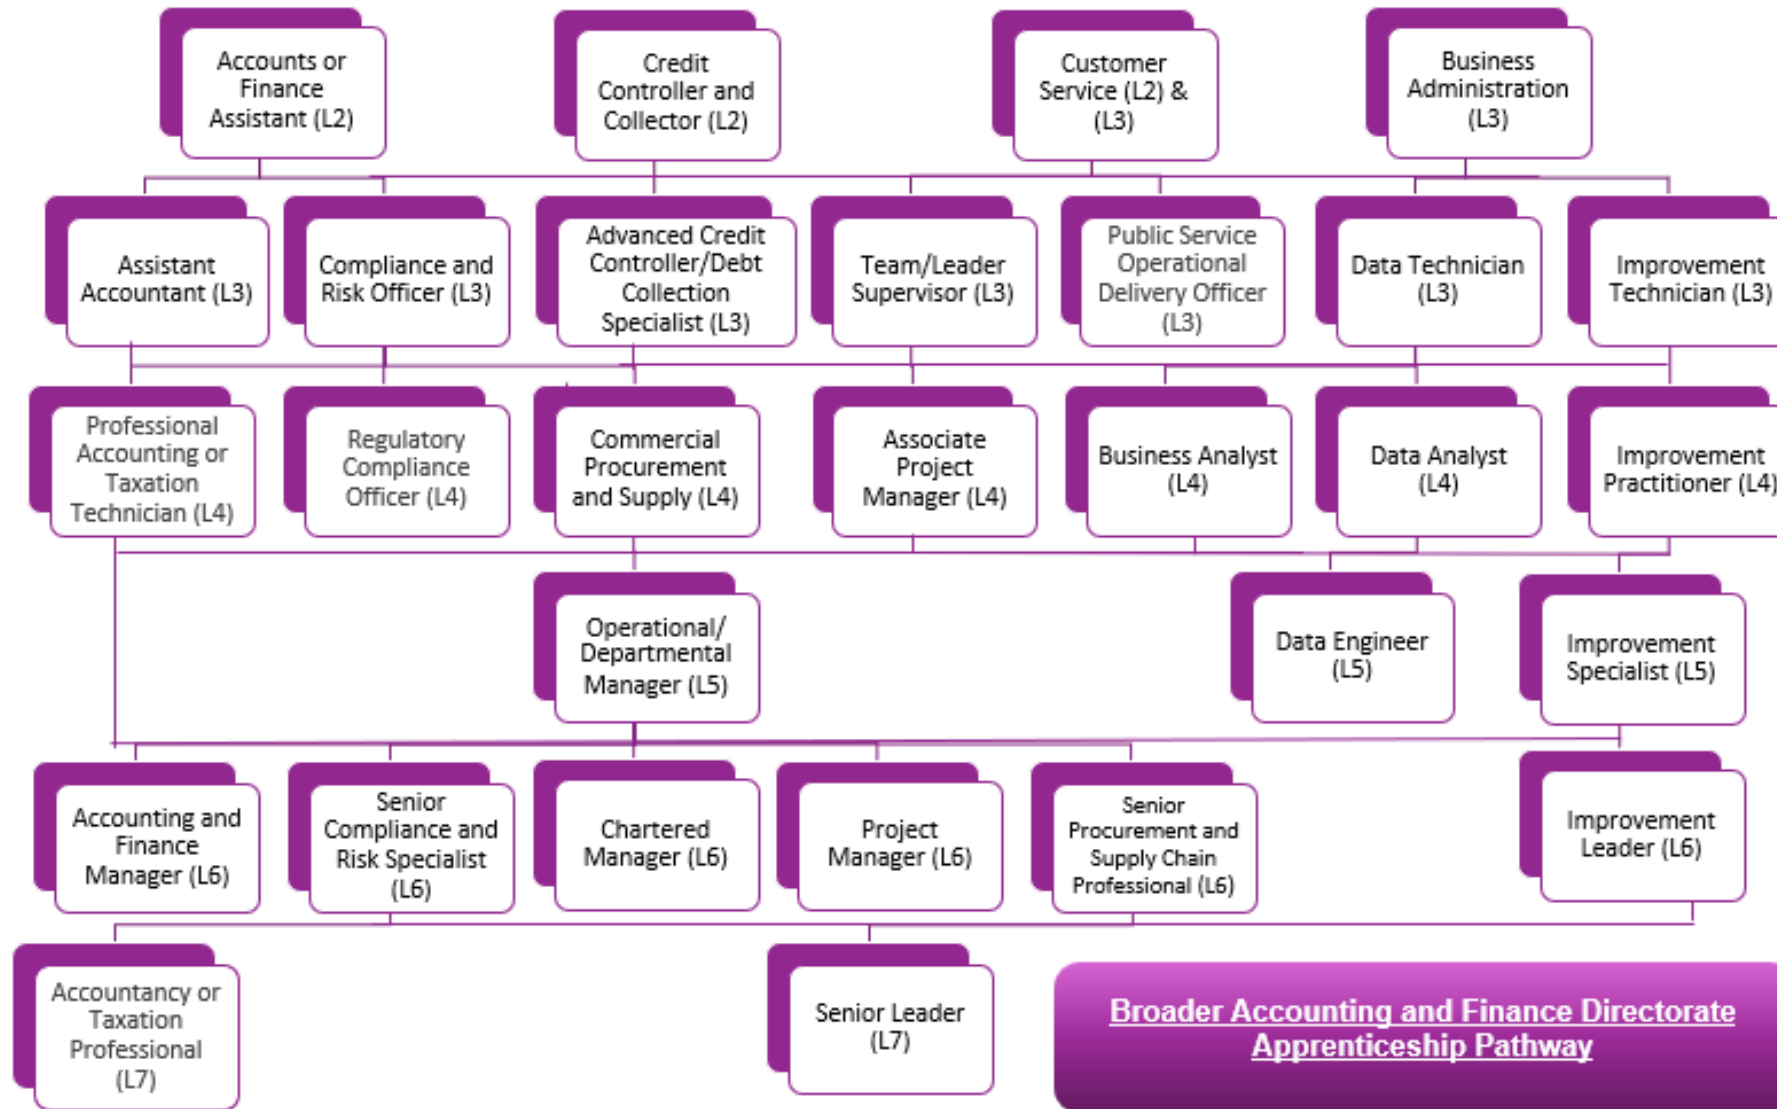 Accounts or
Finance
Assistant (L2)
Credit
Controller and
Collector (L2)
Customer
Service (L2) &
(L3)
Business
Administration
(L3)
Assistant
Accountant (L3)
Compliance and
Risk Officer (L3)
Advanced Credit
Controller/Debt
Collection
Specialist (L3)
Team/Leader
Supervisor (L3)
Public Service
Operational
Delivery Officer
(L3)
Data Technician
(L3)
Improvement
Technician (L3)
Professional
Accounting or
Taxation
Technician (L4)
Regulatory
Compliance
Officer (L4)
Commercial
Procurement
and Supply (L4)
Associate
Project
Manager (L4)
Business Analyst
(L4)
Data Analyst
(L4)
Improvement
Practitioner (L4)
Operational/
Departmental
Manager (L5)
Data Engineer
(L5)
Improvement
Specialist (L5)
Accounting and
Finance
Manager (L6)
Senior
Compliance and
Risk Specialist
(L6)
Chartered
Manager (L6)
Project
Manager (L6)
Senior
Procurement and
Supply Chain
Professional (L6)
Improvement
Leader (L6)
Accountancy or
Taxation
Professional
(L7)
Senior Leader
(L7)
Broader Accounting and Finance Directorate
Apprenticeship Pathway